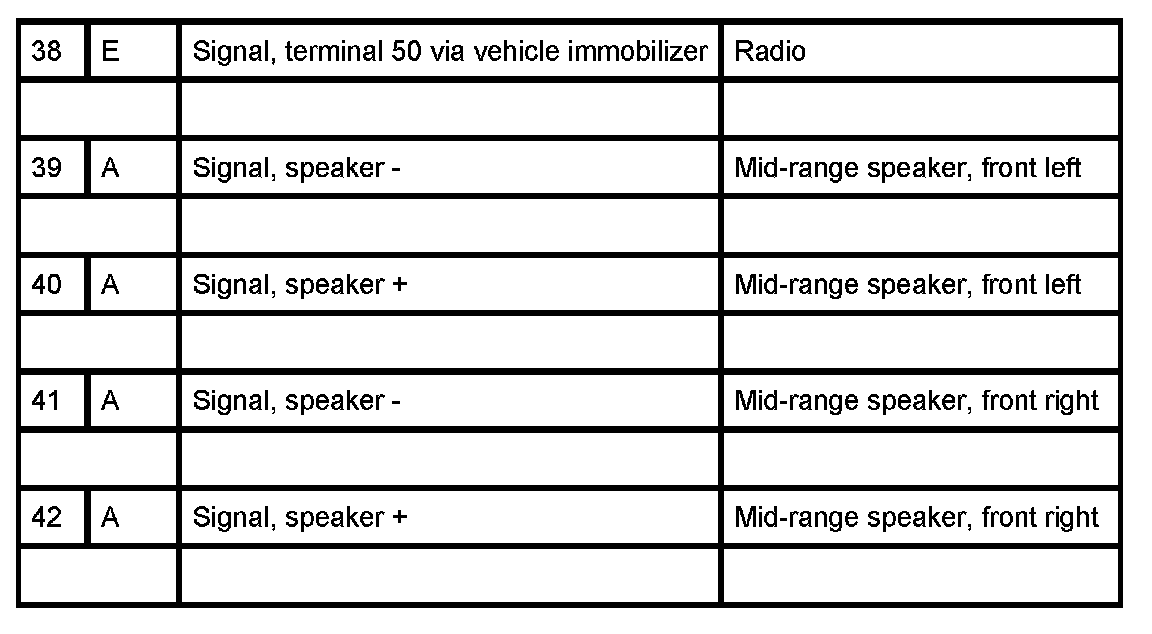 38 E Signal, terminal 50 via vehicle immobilizer Radio
39 A Signal, speaker - Mid-range speaker, front left
40 A Signal, speaker + Mid-range speaker, front left
41 A Signal, speaker - Mid-range speaker, front right
42 A Signal, speaker + Mid-range speaker, front right